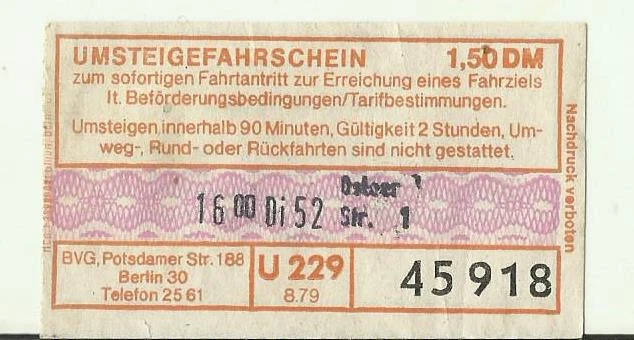 UMSTEIGEFAHRSCHEIN 1,50 DM
zum sofortigen Fahrtantritt zur Erreichung eines Fahrziels
lt. Beförderungsbedingungen/Tarifbestimmungen.
Umsteigen innerhalb 90 Minuten, Gültigkeit 2 Stunden, Um-
weg-, Rund- oder Rückfahrten sind nicht gestattet.
Nachdruck verboten
16 00 Di 52
Str. 1
BVG, Potsdamer Str. 188
Berlin 30
Telefon 25 61
U 229
8.79
45918